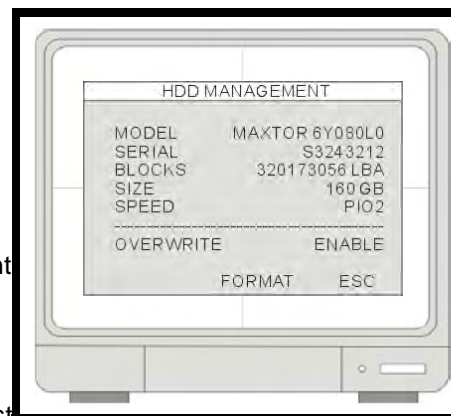 HDD MANAGEMENT
MODEL MAXTOR 6Y080L0
SERIAL S3243212
BLOCKS 320173056 LBA
SIZE 160 GB
SPEED PIO2
OVERWRITE ENABLE
FORMAT ESC